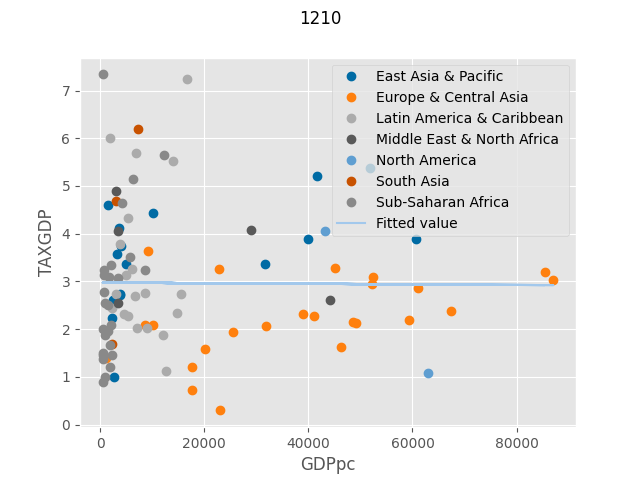 1210
7
6
5
4
3
2
1
0
TAXGDP
East Asia & Pacific
Europe & Central Asia
Latin America & Caribbean
Middle East & North Africa
North America
South Asia
Sub-Saharan Africa
Fitted value
0 20000 40000 60000 80000
GDPpc